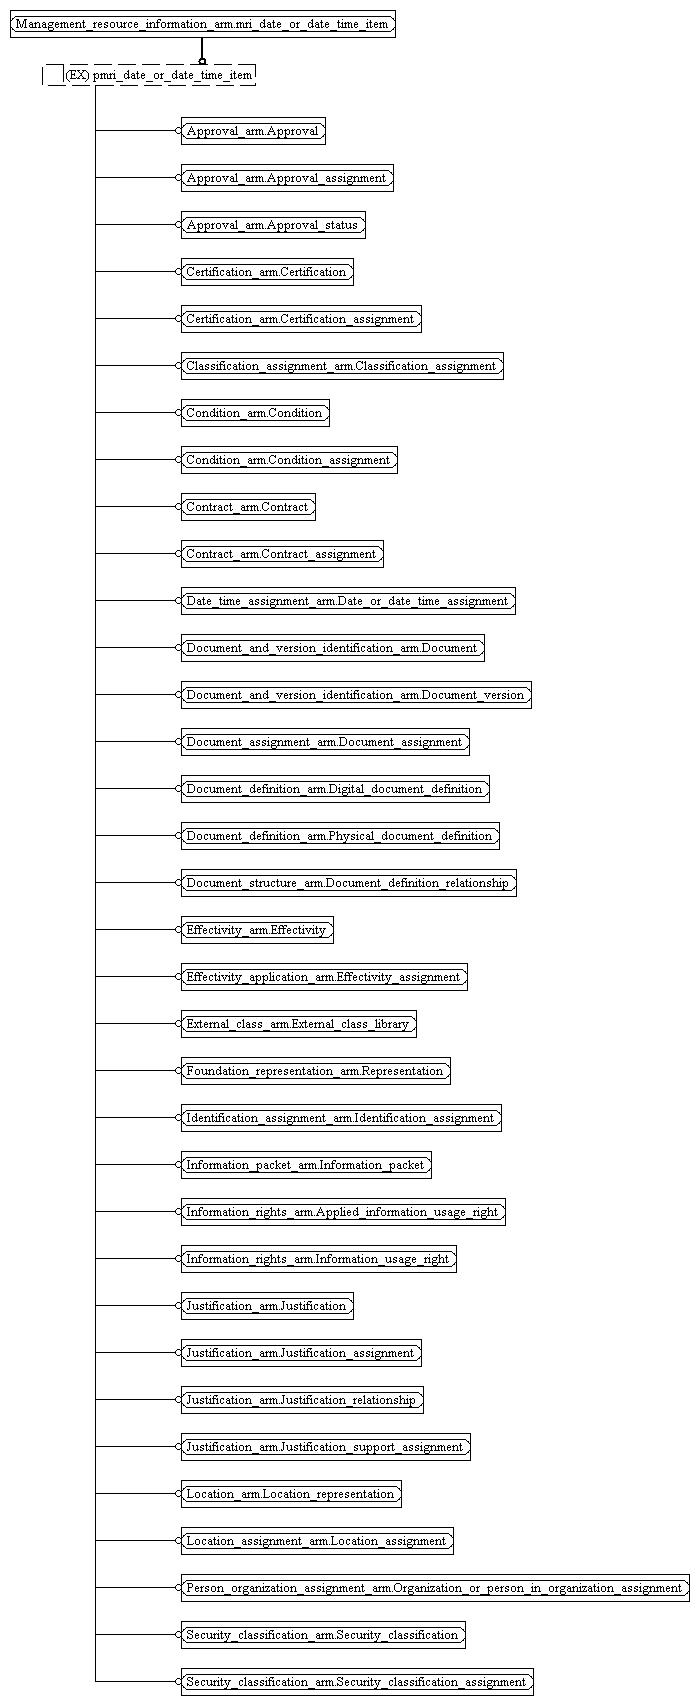 Management_resource_information_arm.mri_date_or_date_time_item
(EX) pmri_date_or_date_time_item
Approval_arm.Approval
Approval_arm.Approval_assignment
Approval_arm.Approval_status
Certification_arm.Certification
Certification_arm.Certification_assignment
Classification_assignment_arm.Classification_assignment
Condition_arm.Condition
Condition_arm.Condition_assignment
Contract_arm.Contract
Contract_arm.Contract_assignment
Date_time_assignment_arm.Date_or_date_time_assignment
Document_and_version_identification_arm.Document
Document_and_version_identification_arm.Document_version
Document_assignment_arm.Document_assignment
Document_definition_arm.Digital_document_definition
Document_definition_arm.Physical_document_definition
Document_structure_arm.Document_definition_relationship
Effectivity_arm.Effectivity
Effectivity_application_arm.Effectivity_assignment
External_class_arm.External_class_library
Foundation_representation_arm.Representation
Identification_assignment_arm.Identification_assignment
Information_packet_arm.Information_packet
Information_rights_arm.Applied_information_usage_right
Information_rights_arm.Information_usage_right
Justification_arm.Justification
Justification_arm.Justification_assignment
Justification_arm.Justification_relationship
Justification_arm.Justification_support_assignment
Location_arm.Location_representation
Location_assignment_arm.Location_assignment
Person_organization_assignment_arm.Organization_or_person_in_organization_assignment
Security_classification_arm.Security_classification
Security_classification_arm.Security_classification_assignment